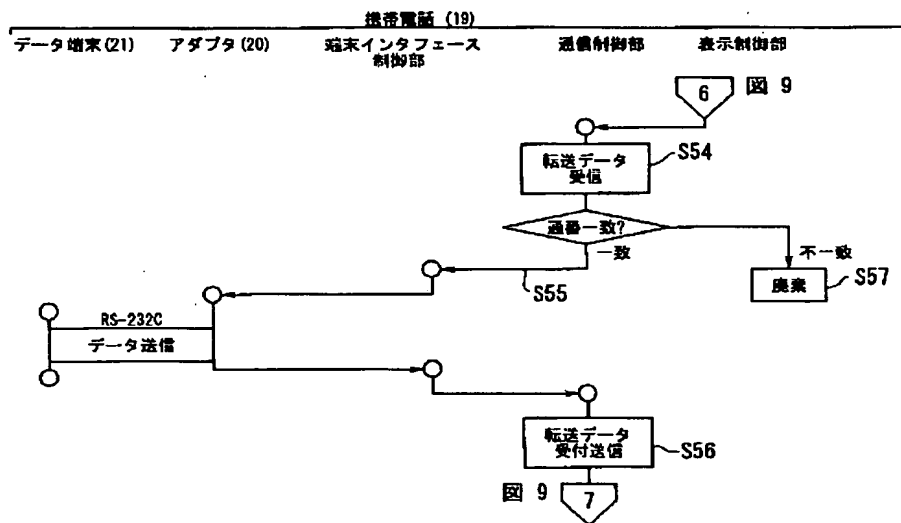 携帯電話 (19)
データ端末(21)
アダプタ(20)
端末インタフェース
制御部
通信制御部
表示制御部
6
図 9
転送データ
受信
S54
通番一致?
一致
不一致
S55
廃棄
S57
RS-232C
データ送信
転送データ
受付送信
S56
図 9
7